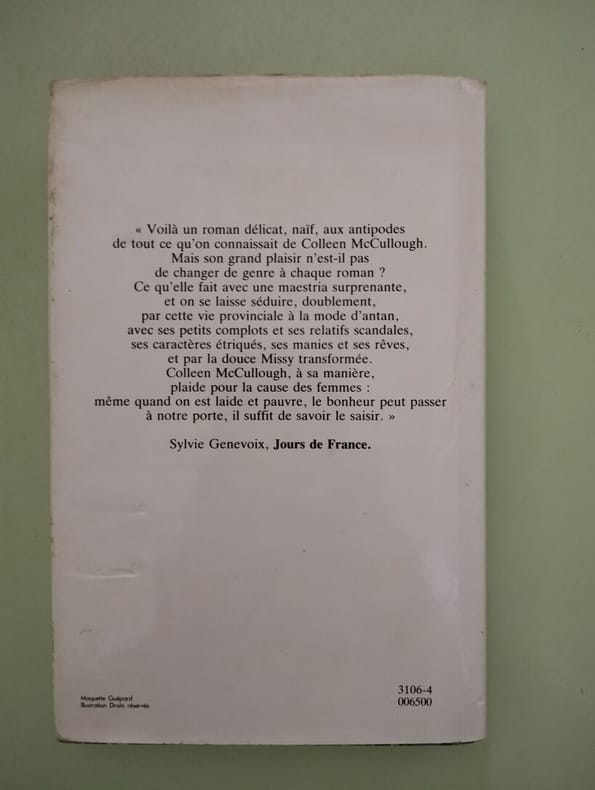 « Voilà un roman délicat, naïf, aux antipodes
de tout ce qu'on connaissait de Colleen McCullough.
Mais son grand plaisir n'est-il pas
de changer de genre à chaque roman ?
Ce qu'elle fait avec une maestria surprenante,
et on se laisse séduire, doublement,
par cette vie provinciale à la mode d'antan,
avec ses petits complots et ses relatifs scandales,
ses caractères étriqués, ses manies et ses rêves,
et par la douce Missy transformée.
Colleen McCullough, à sa manière,
plaide pour la cause des femmes :
même quand on est laide et pauvre, le bonheur peut passer
à notre porte, il suffit de savoir le saisir. »
Sylvie Genevoix, Jours de France.
Maquette Guépard
Illustration Droits réservés
3106-4
006500